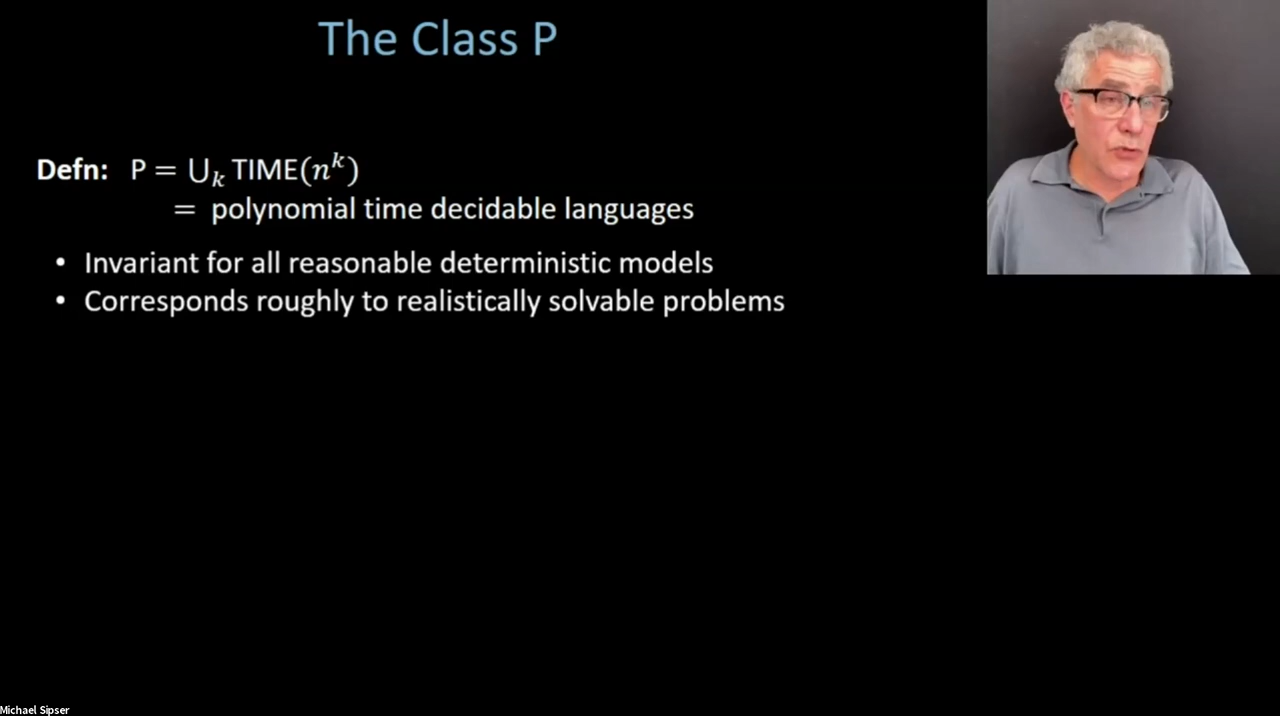 The Class P
Defn: P = ⋃ₖ TIME(nᵏ)
= polynomial time decidable languages
• Invariant for all reasonable deterministic models
• Corresponds roughly to realistically solvable problems
Michael Sipser